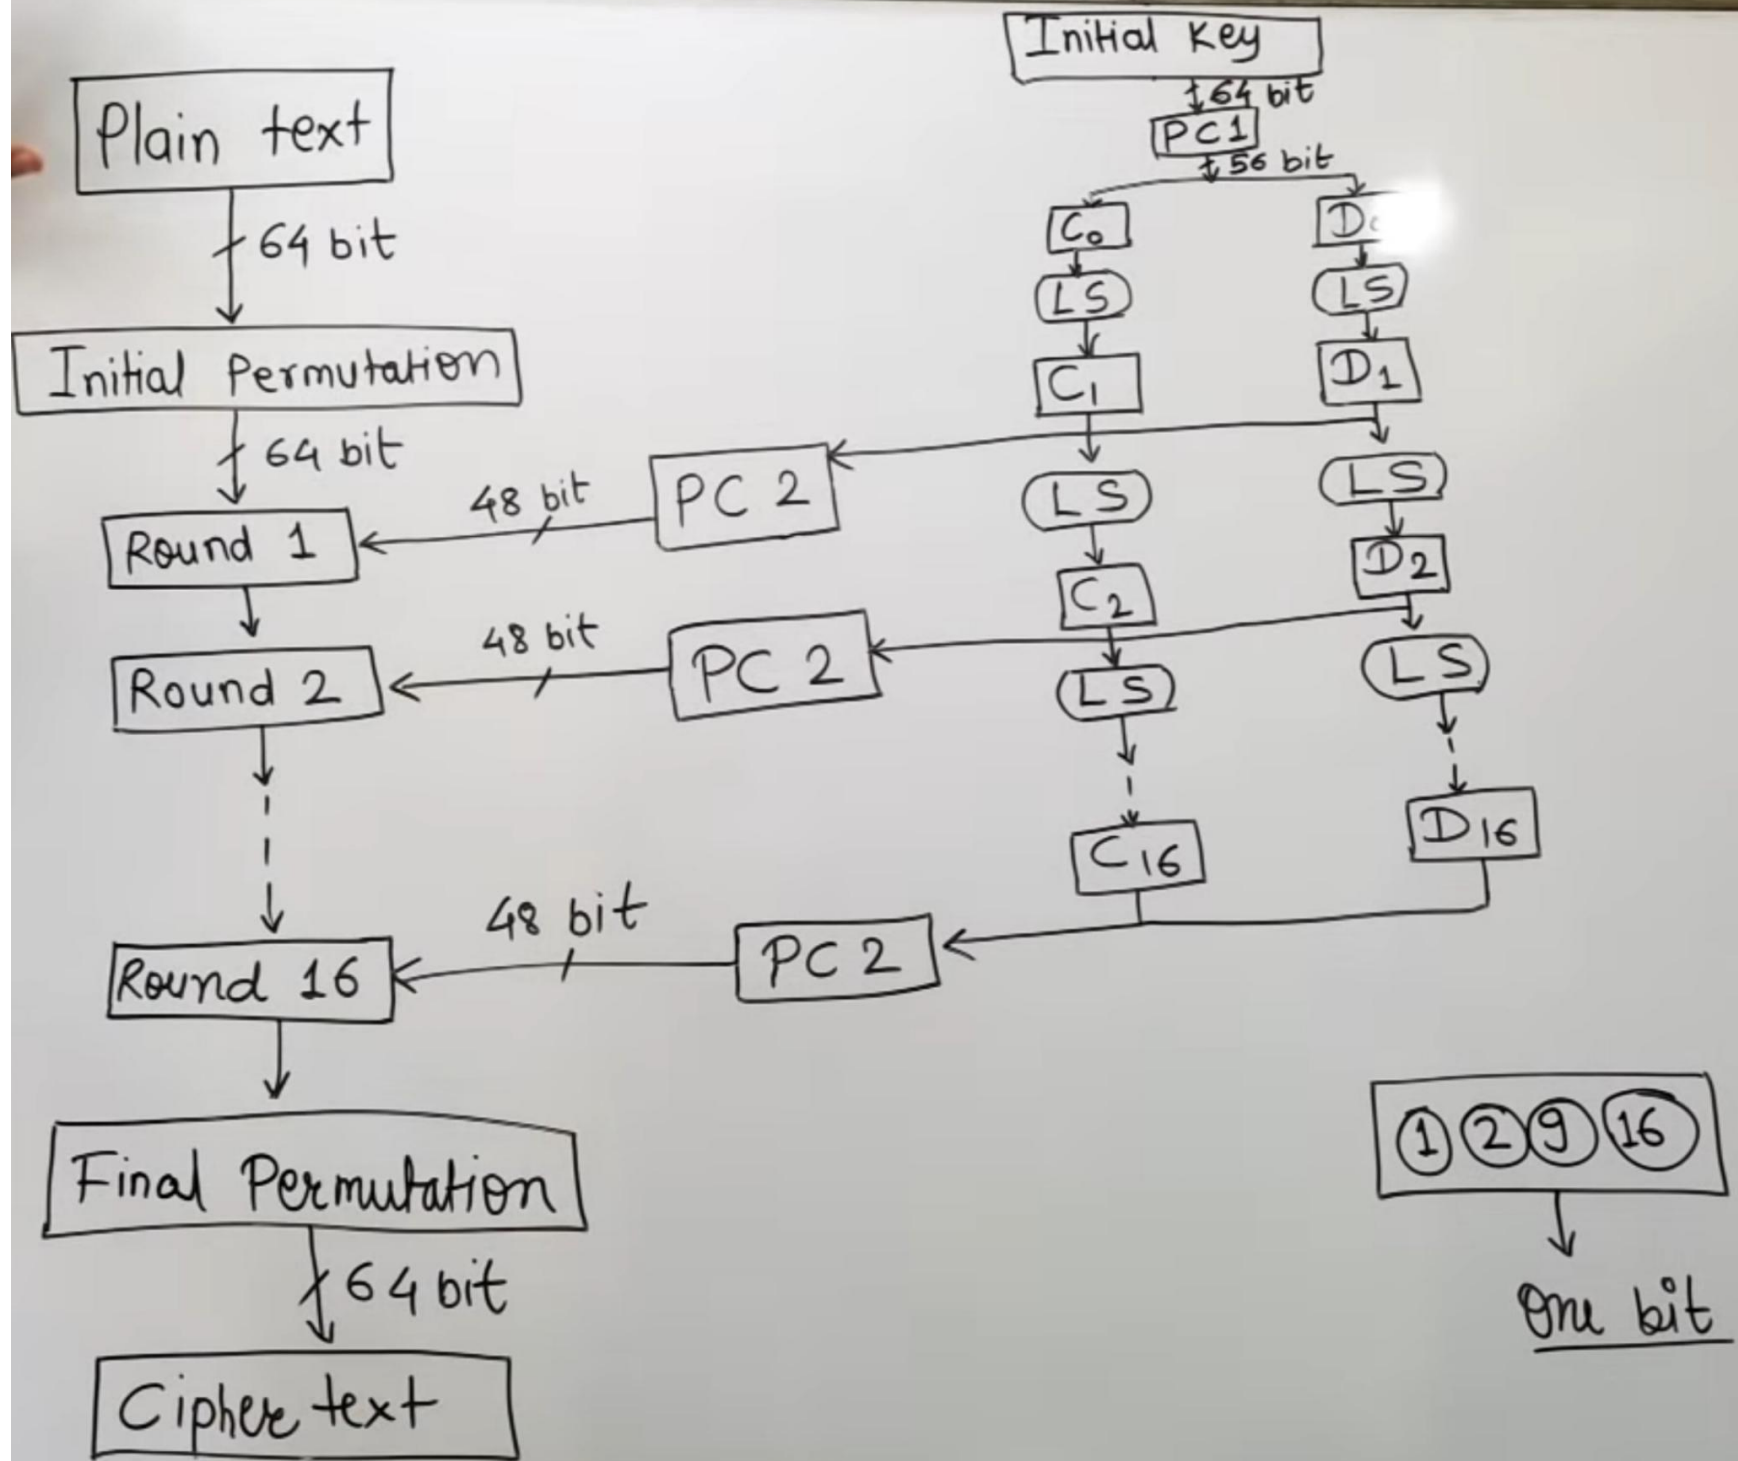 Initial Key
64 bit
PC1
56 bit
Plain text
64 bit
C0
LS
LS
Initial Permutation
C1
D1
64 bit
48 bit
PC 2
LS
LS
Round 1
C2
D2
48 bit
PC 2
LS
LS
Round 2
C16
D16
48 bit
PC 2
Round 16
1 2 9 16
Final Permutation
64 bit
One bit
Cipher text